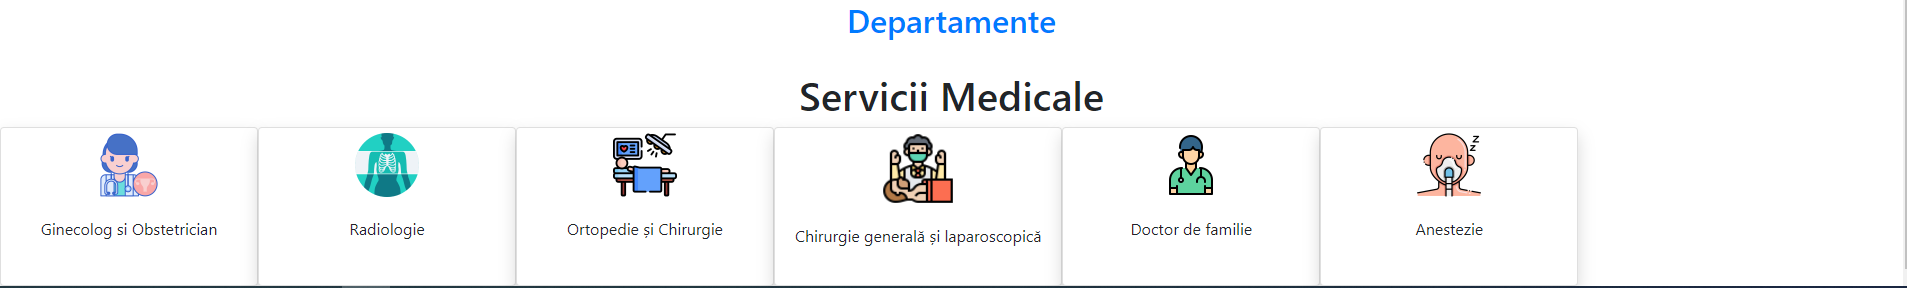 Departamente
Servicii Medicale
Ginecolog si Obstetrician
Radiologie
Ortopedie și Chirurgie
Chirurgie generală și laparoscopică
Doctor de familie
Anestezie